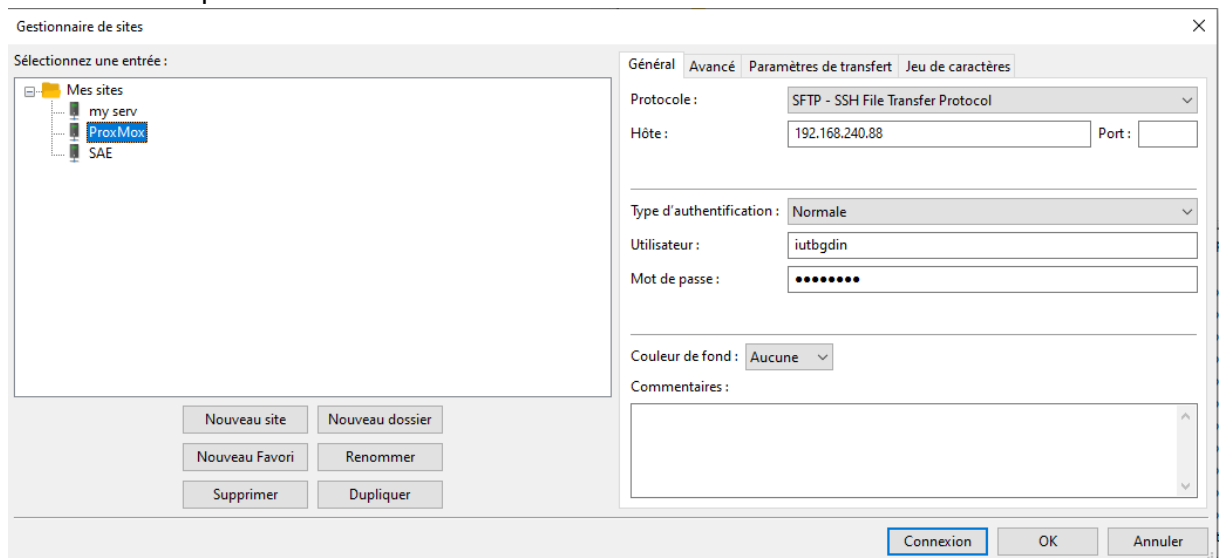 Gestionnaire de sites
Sélectionnez une entrée :
Mes sites
my serv
ProxMox
SAE
Nouveau site Nouveau dossier
Nouveau Favori Renommer
Supprimer Dupliquer
Général Avancé Paramètres de transfert Jeu de caractères
Protocole : SFTP - SSH File Transfer Protocol
Hôte : 192.168.240.88 Port :
Type d'authentification : Normale
Utilisateur : iutbgdin
Mot de passe : ●●●●●●●●
Couleur de fond : Aucune
Commentaires :
Connexion OK Annuler